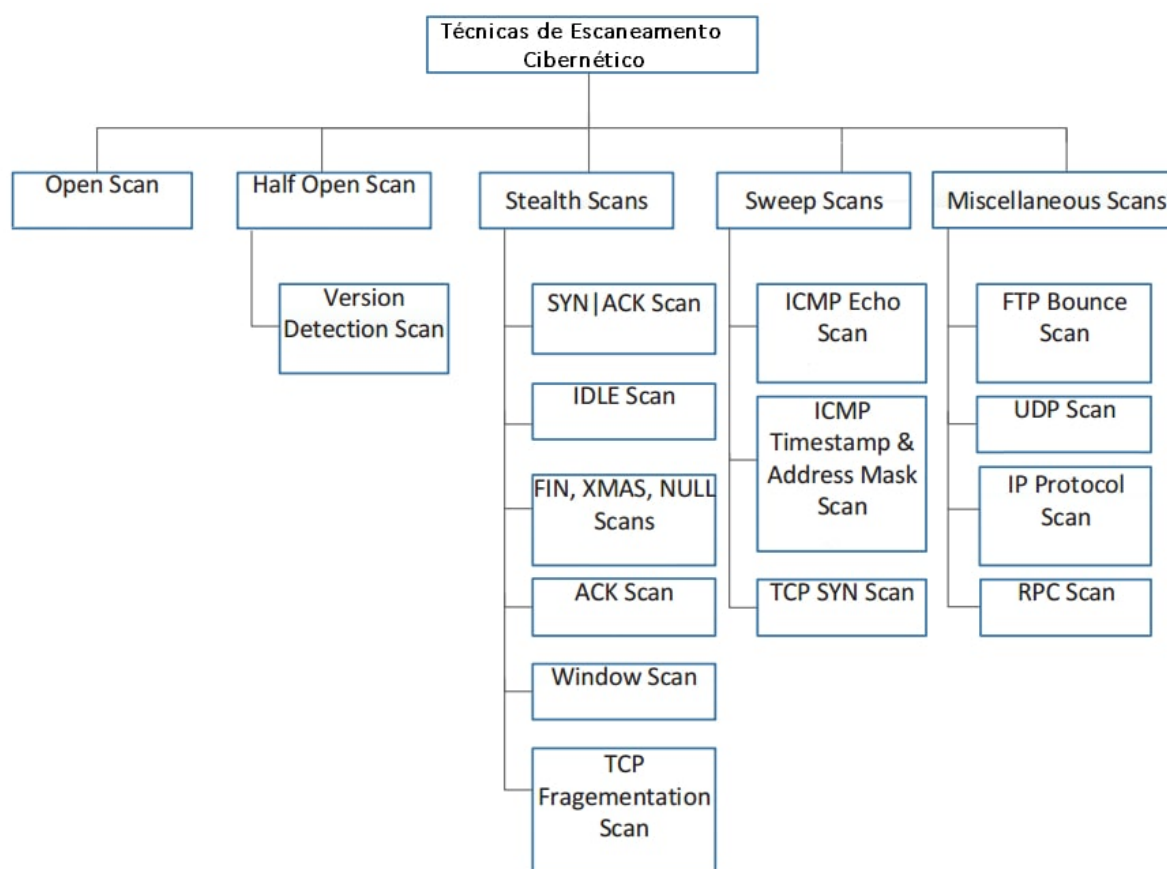 Técnicas de Escaneamento
Cibernético
Open Scan
Half Open Scan
Stealth Scans
Sweep Scans
Miscellaneous Scans
Version
Detection Scan
SYN|ACK Scan
IDLE Scan
FIN, XMAS, NULL
Scans
ACK Scan
Window Scan
TCP
Fragementation
Scan
ICMP Echo
Scan
ICMP
Timestamp &
Address Mask
Scan
TCP SYN Scan
FTP Bounce
Scan
UDP Scan
IP Protocol
Scan
RPC Scan